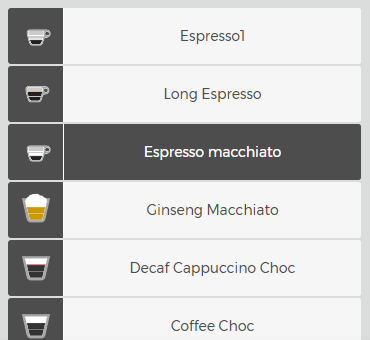 Espresso1
Long Espresso
Espresso macchiato
Ginseng Macchiato
Decaf Cappuccino Choc
Coffee Choc